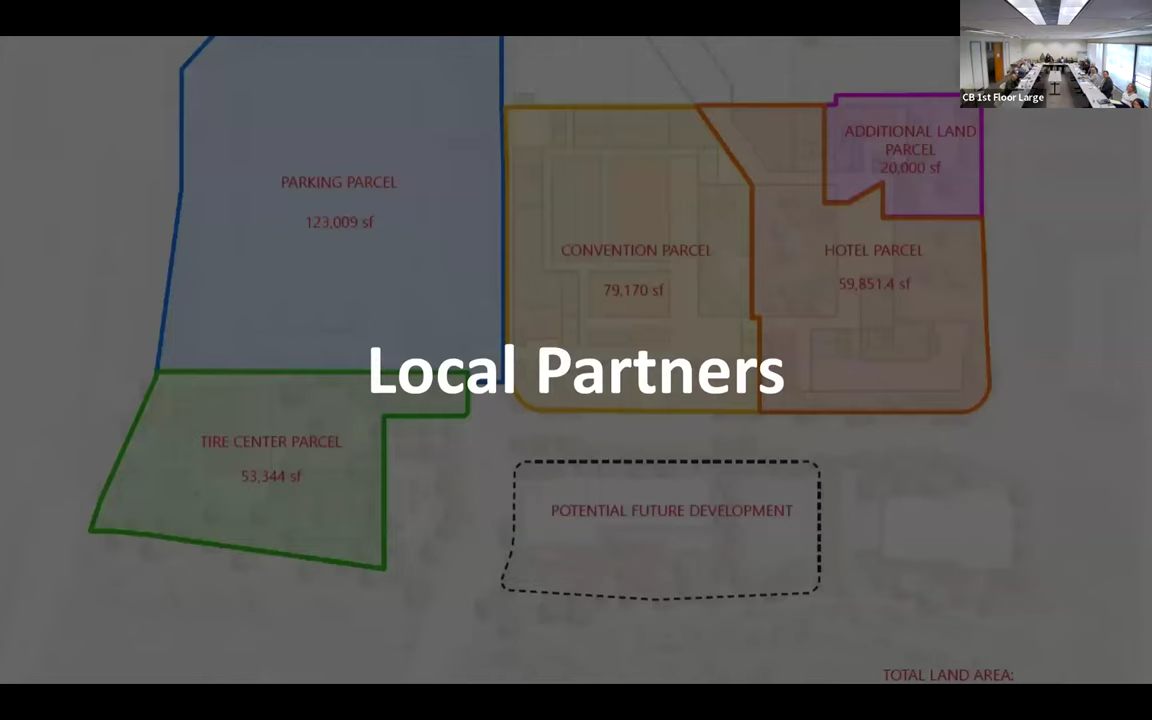 CB 1st Floor Large
ADDITIONAL LAND
PARCEL
20,000 sf
PARKING PARCEL
123,009 sf
CONVENTION PARCEL
79,170 sf
HOTEL PARCEL
59,851.4 sf
Local Partners
TIRE CENTER PARCEL
53,344 sf
POTENTIAL FUTURE DEVELOPMENT
TOTAL LAND AREA: